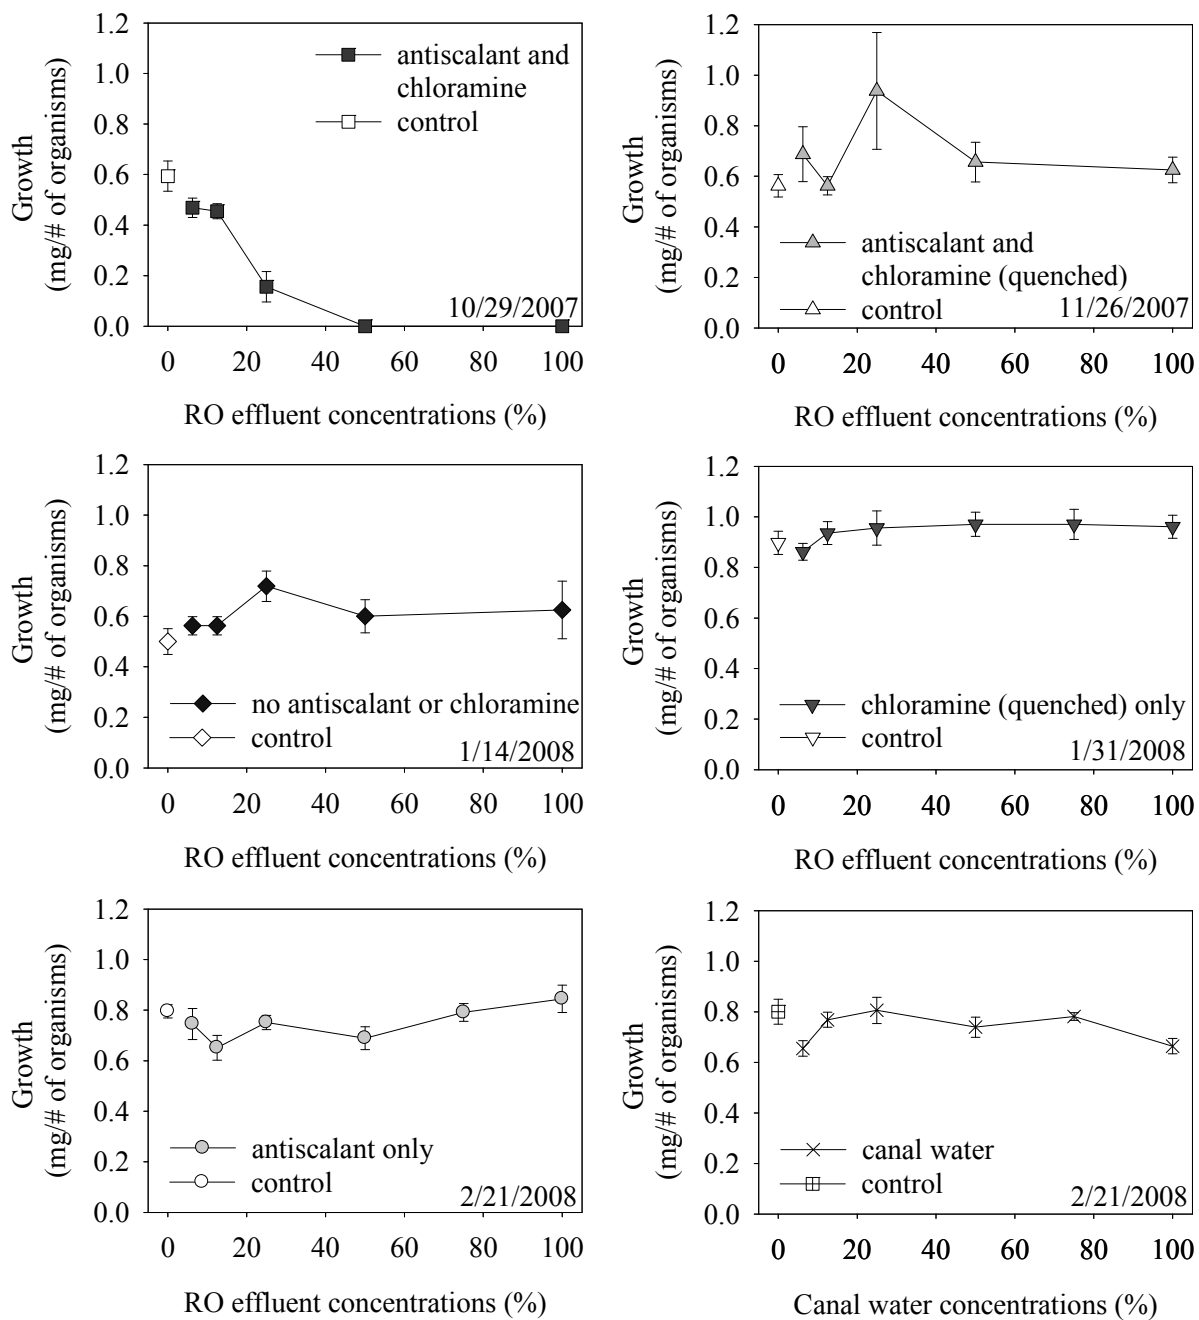 1.2
1.0
0.8
0.6
0.4
0.2
0.0
Growth
(mg/# of organisms)
antiscalant and
chloramine
control
10/29/2007
0 20 40 60 80 100
RO effluent concentrations (%)
1.2
1.0
0.8
0.6
0.4
0.2
0.0
Growth
(mg/# of organisms)
antiscalant and
chloramine (quenched)
control
11/26/2007
0 20 40 60 80 100
RO effluent concentrations (%)
1.2
1.0
0.8
0.6
0.4
0.2
0.0
Growth
(mg/# of organisms)
no antiscalant or chloramine
control
1/14/2008
0 20 40 60 80 100
RO effluent concentrations (%)
1.2
1.0
0.8
0.6
0.4
0.2
0.0
Growth
(mg/# of organisms)
chloramine (quenched) only
control
1/31/2008
0 20 40 60 80 100
RO effluent concentrations (%)
1.2
1.0
0.8
0.6
0.4
0.2
0.0
Growth
(mg/# of organisms)
antiscalant only
control
2/21/2008
0 20 40 60 80 100
RO effluent concentrations (%)
1.2
1.0
0.8
0.6
0.4
0.2
0.0
Growth
(mg/# of organisms)
canal water
control
2/21/2008
0 20 40 60 80 100
Canal water concentrations (%)